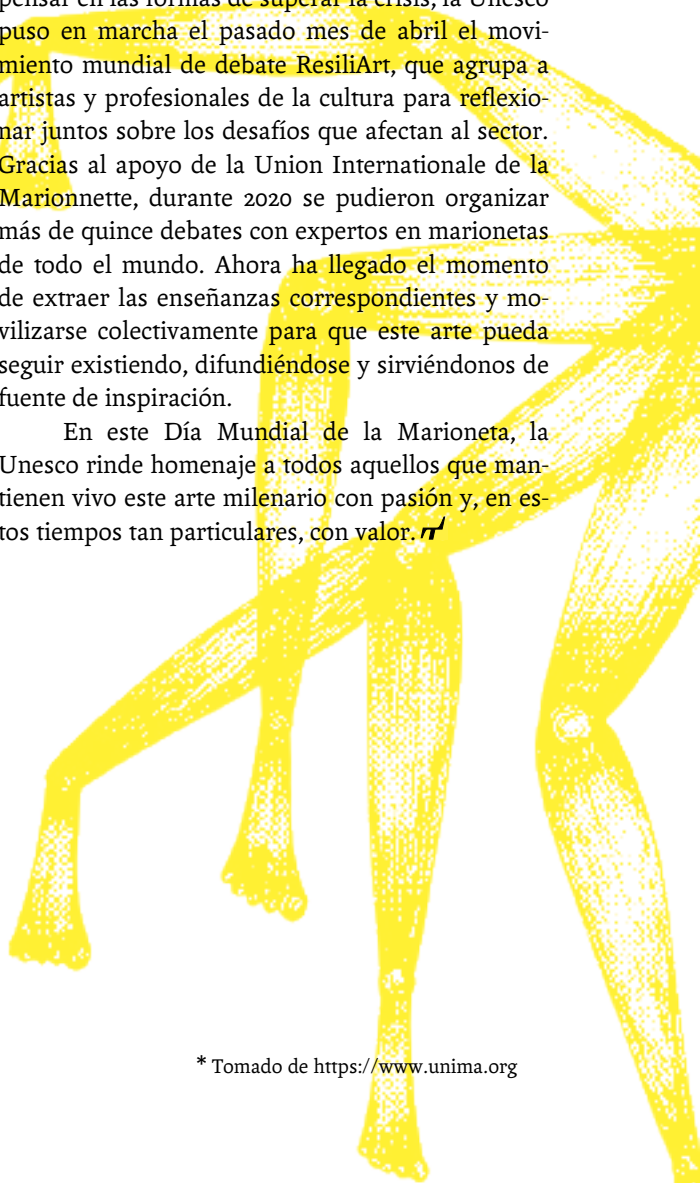 pensar en las formas de superar la crisis, la Unesco
puso en marcha el pasado mes de abril el movi-
miento mundial de debate ResiliArt, que agrupa a
artistas y profesionales de la cultura para reflexio-
nar juntos sobre los desafíos que afectan al sector.
Gracias al apoyo de la Union Internationale de la
Marionnette, durante 2020 se pudieron organizar
más de quince debates con expertos en marionetas
de todo el mundo. Ahora ha llegado el momento
de extraer las enseñanzas correspondientes y mo-
vilizarse colectivamente para que este arte pueda
seguir existiendo, difundiéndose y sirviéndonos de
fuente de inspiración.
En este Día Mundial de la Marioneta, la
Unesco rinde homenaje a todos aquellos que man-
tienen vivo este arte milenario con pasión y, en es-
tos tiempos tan particulares, con valor.
* Tomado de https://www.unima.org